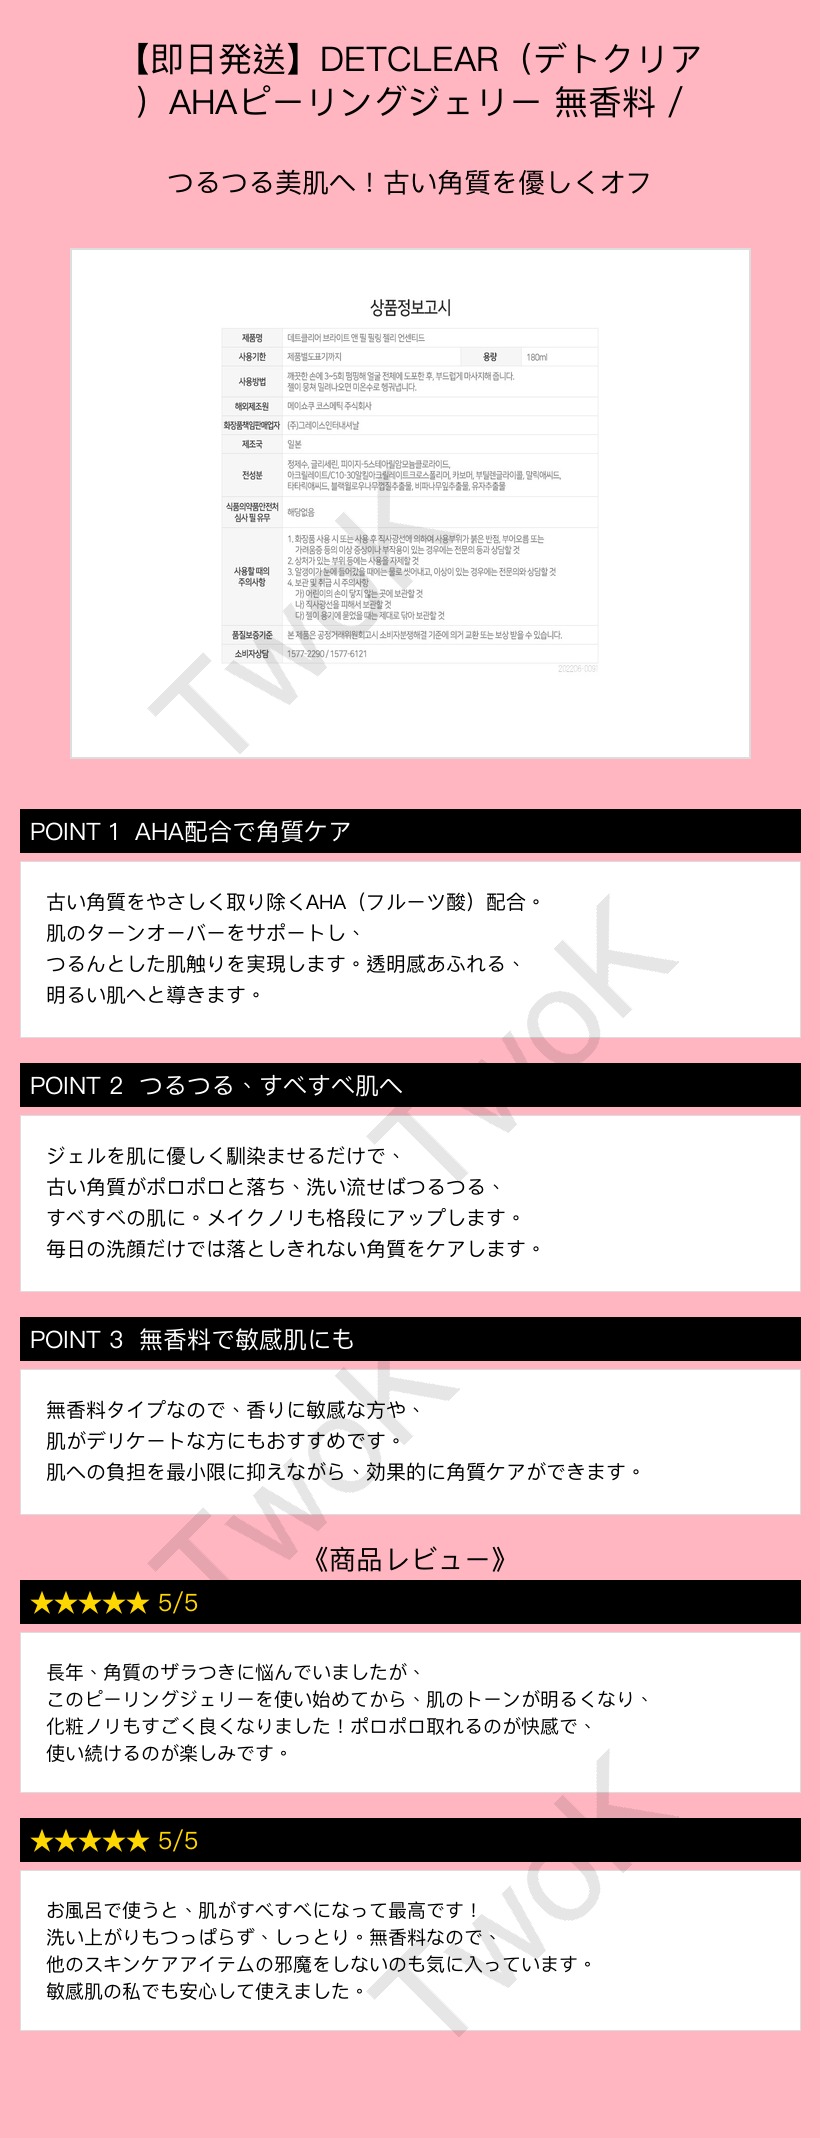 【即日発送】DETCLEAR（デトクリア
）AHAピーリングジェリー 無香料 /
つるつる美肌へ！古い角質を優しくオフ
상품정보고시
제품명 데트클리어 브라이트 앤 필 필링 젤리 언센티드
사용기한 제품별도표기까지 용량 180ml
사용방법 깨끗한 손에 3~5회 펌핑해 얼굴 전체에 도포한 후, 부드럽게 마사지해 줍니다.
젤이 뭉쳐 밀려나오면 미온수로 헹궈냅니다.
해외제조원 메이쇼쿠 코스메틱 주식회사
화장품책임판매업자 (주)그레이스인터내셔날
제조국 일본
전성분 정제수, 글리세린, 피이지-5스테아릴암모늄클로라이드,
아크릴레이트/C10-30알킬아크릴레이트크로스폴리머, 카보머, 부틸렌글라이콜, 말릭애씨드,
타타릭애씨드, 블랙윌로우나무껍질추출물, 비파나무잎추출물, 유자추출물
식품의약품안전처
심사 필 유무 해당없음
사용할 때의
주의사항
1. 화장품 사용 시 또는 사용 후 직사광선에 의하여 사용부위가 붉은 반점, 부어오름 또는
가려움증 등의 이상 증상이나 부작용이 있는 경우에는 전문의 등과 상담할 것
2. 상처가 있는 부위 등에는 사용을 자제할 것
3. 알갱이가 눈에 들어갔을 때에는 물로 씻어내고, 이상이 있는 경우에는 전문의와 상담할 것
4. 보관 및 취급 시 주의사항
가) 어린이의 손이 닿지 않는 곳에 보관할 것
나) 직사광선을 피해서 보관할 것
다) 젤이 용기에 묻었을 때는 제대로 닦아 보관할 것
품질보증기준 본 제품은 공정거래위원회고시 소비자분쟁해결 기준에 의거 교환 또는 보상 받을 수 있습니다.
소비자상담 1577-2290 / 1577-6121
202206-0091
TwoK
POINT 1 AHA配合で角質ケア
古い角質をやさしく取り除くAHA（フルーツ酸）配合。
肌のターンオーバーをサポートし、
つるんとした肌触りを実現します。透明感あふれる、
明るい肌へと導きます。
TwoK
POINT 2 つるつる、すべすべ肌へ
ジェルを肌に優しく馴染ませるだけで、
古い角質がポロポロと落ち、洗い流せばつるつる、
すべすべの肌に。メイクノリも格段にアップします。
毎日の洗顔だけでは落としきれない角質をケアします。
POINT 3 無香料で敏感肌にも
無香料タイプなので、香りに敏感な方や、
肌がデリケートな方にもおすすめです。
肌への負担を最小限に抑えながら、効果的に角質ケアができます。
TwoK
《商品レビュー》
★★★★★ 5/5
長年、角質のザラつきに悩んでいましたが、
このピーリングジェリーを使い始めてから、肌のトーンが明るくなり、
化粧ノリもすごく良くなりました！ポロポロ取れるのが快感で、
使い続けるのが楽しみです。
★★★★★ 5/5
お風呂で使うと、肌がすべすべになって最高です！
洗い上がりもつっぱらず、しっとり。無香料なので、
他のスキンケアアイテムの邪魔をしないのも気に入っています。
敏感肌の私でも安心して使えました。
TwoK